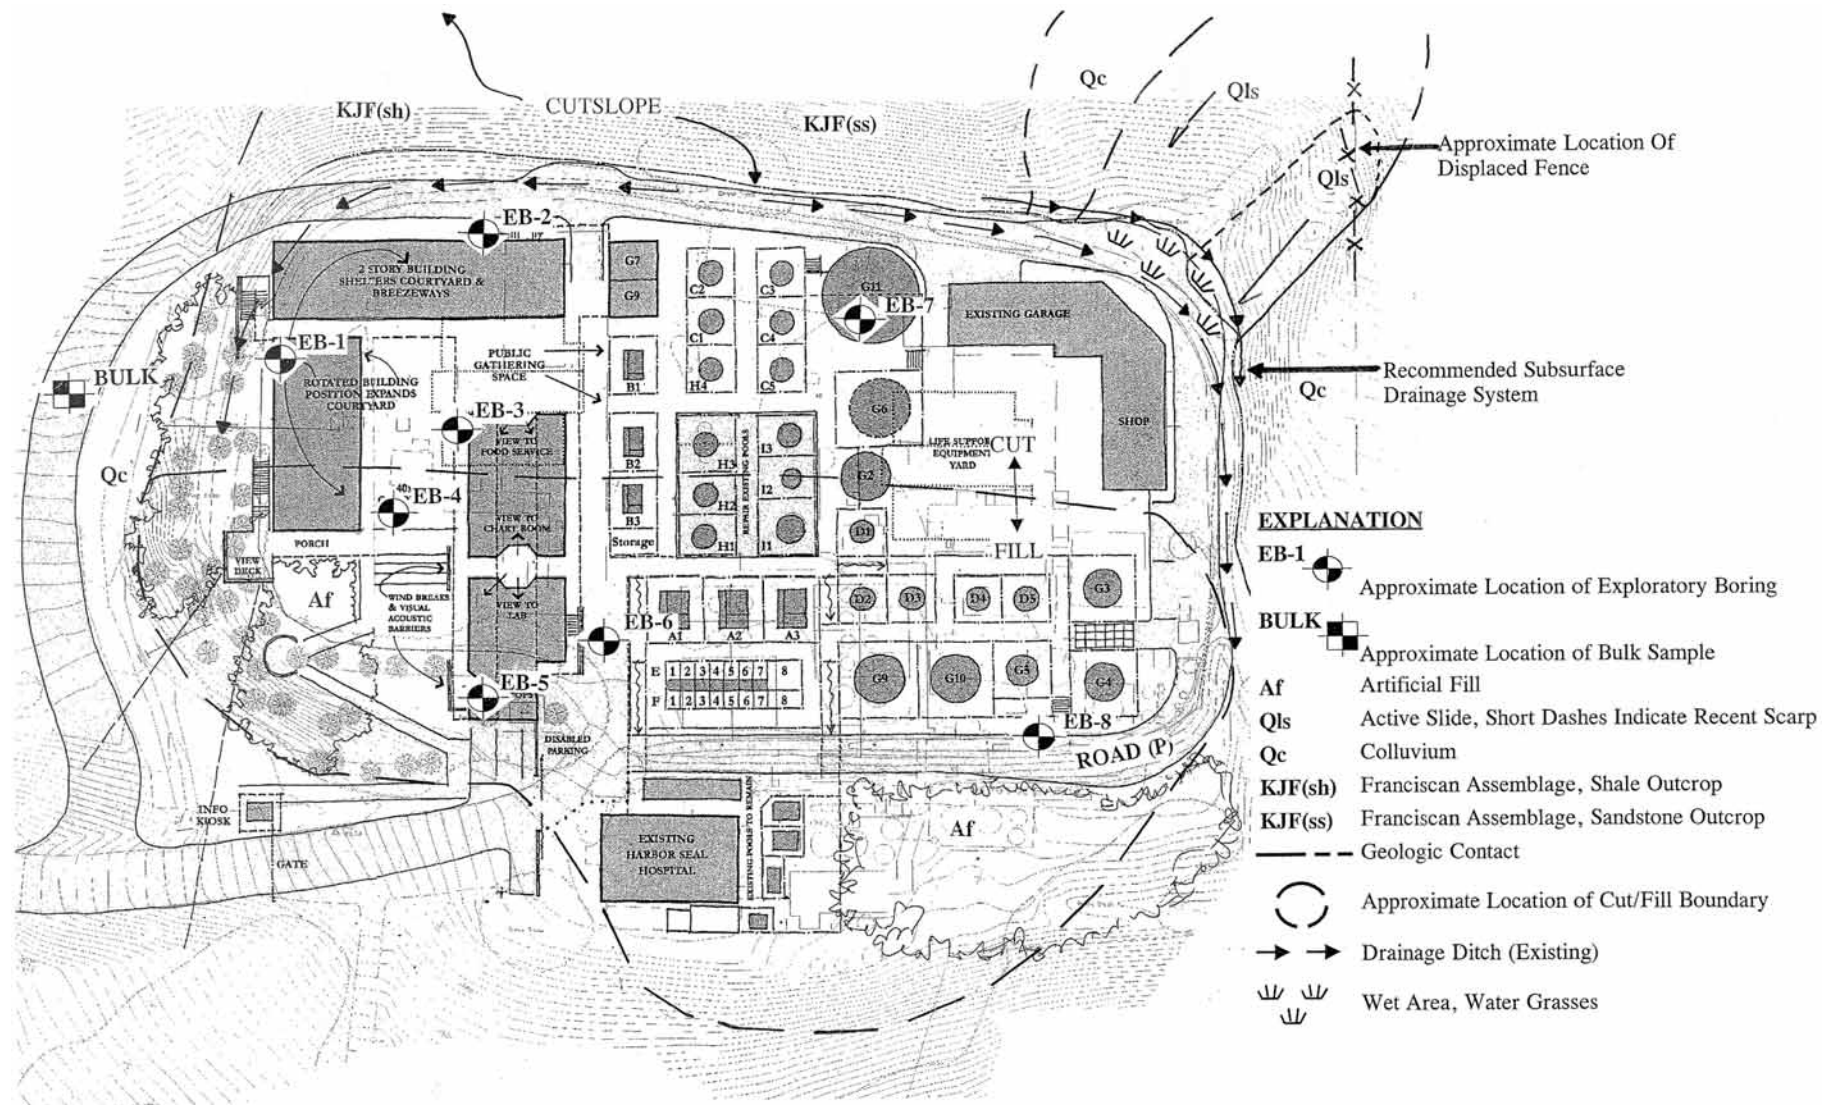 Qc
Qls
KJF(sh)
CUTSLOPE
KJF(ss)
Approximate Location Of
Displaced Fence
Qls
EB-2
2 STORY BUILDING
SHELTERS COURTYARD &
BREEZEWAYS
G7
G9
C2
C3
G11
EB-7
EXISTING GARAGE
EB-1
BULK
ROTATED BUILDING
POSITION EXPANDS
COURTYARD
PUBLIC
GATHERING
SPACE
B1
C1
C4
H4
C5
Recommended Subsurface
Drainage System
Qc
EB-3
VIEW TO
FOOD SERVICE
G6
SHOP
LIFE SUPPORT
EQUIPMENT
YARD
CUT
B2
H3
I3
REPAIR EXISTING POOLS
Qc
G2
EB-4
B3
H2
I2
VIEW TO
CHART ROOM
Storage
H1
I1
D1
FILL
PORCH
VIEW
DECK
Af
WIND BREAKS
& VISUAL
ACOUSTIC
BARRIERS
VIEW TO
LAB
EB-6
A1
A2
A3
D2
D3
D4
D5
G3
E 1 2 3 4 5 6 7 8
F 1 2 3 4 5 6 7 8
G9
G10
G5
G4
EB-5
DISABLED
PARKING
EB-8
ROAD (P)
INFO
KIOSK
GATE
EXISTING
HARBOR SEAL
HOSPITAL
EXISTING POOLS TO REMAIN
Af
EXPLANATION
EB-1
Approximate Location of Exploratory Boring
BULK
Approximate Location of Bulk Sample
Af Artificial Fill
Qls Active Slide, Short Dashes Indicate Recent Scarp
Qc Colluvium
KJF(sh) Franciscan Assemblage, Shale Outcrop
KJF(ss) Franciscan Assemblage, Sandstone Outcrop
Geologic Contact
Approximate Location of Cut/Fill Boundary
Drainage Ditch (Existing)
Wet Area, Water Grasses